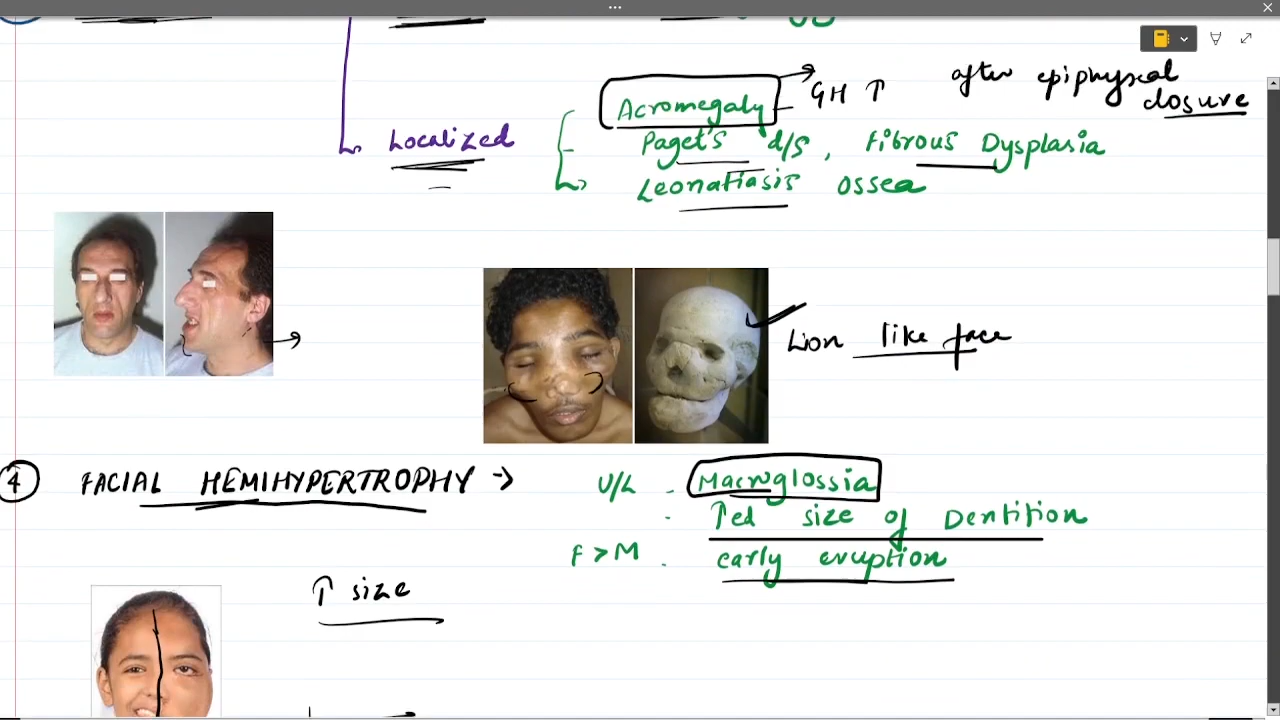 Acromegaly → GH ↑ after epiphyseal closure
Localized
Paget's d/s, Fibrous Dysplasia
Leonatiasis ossea
Lion like face
4 FACIAL HEMIHYPERTROPHY → U/L - Macroglossia
. ↑ed size of Dentition
F > M . early eruption
↑ size